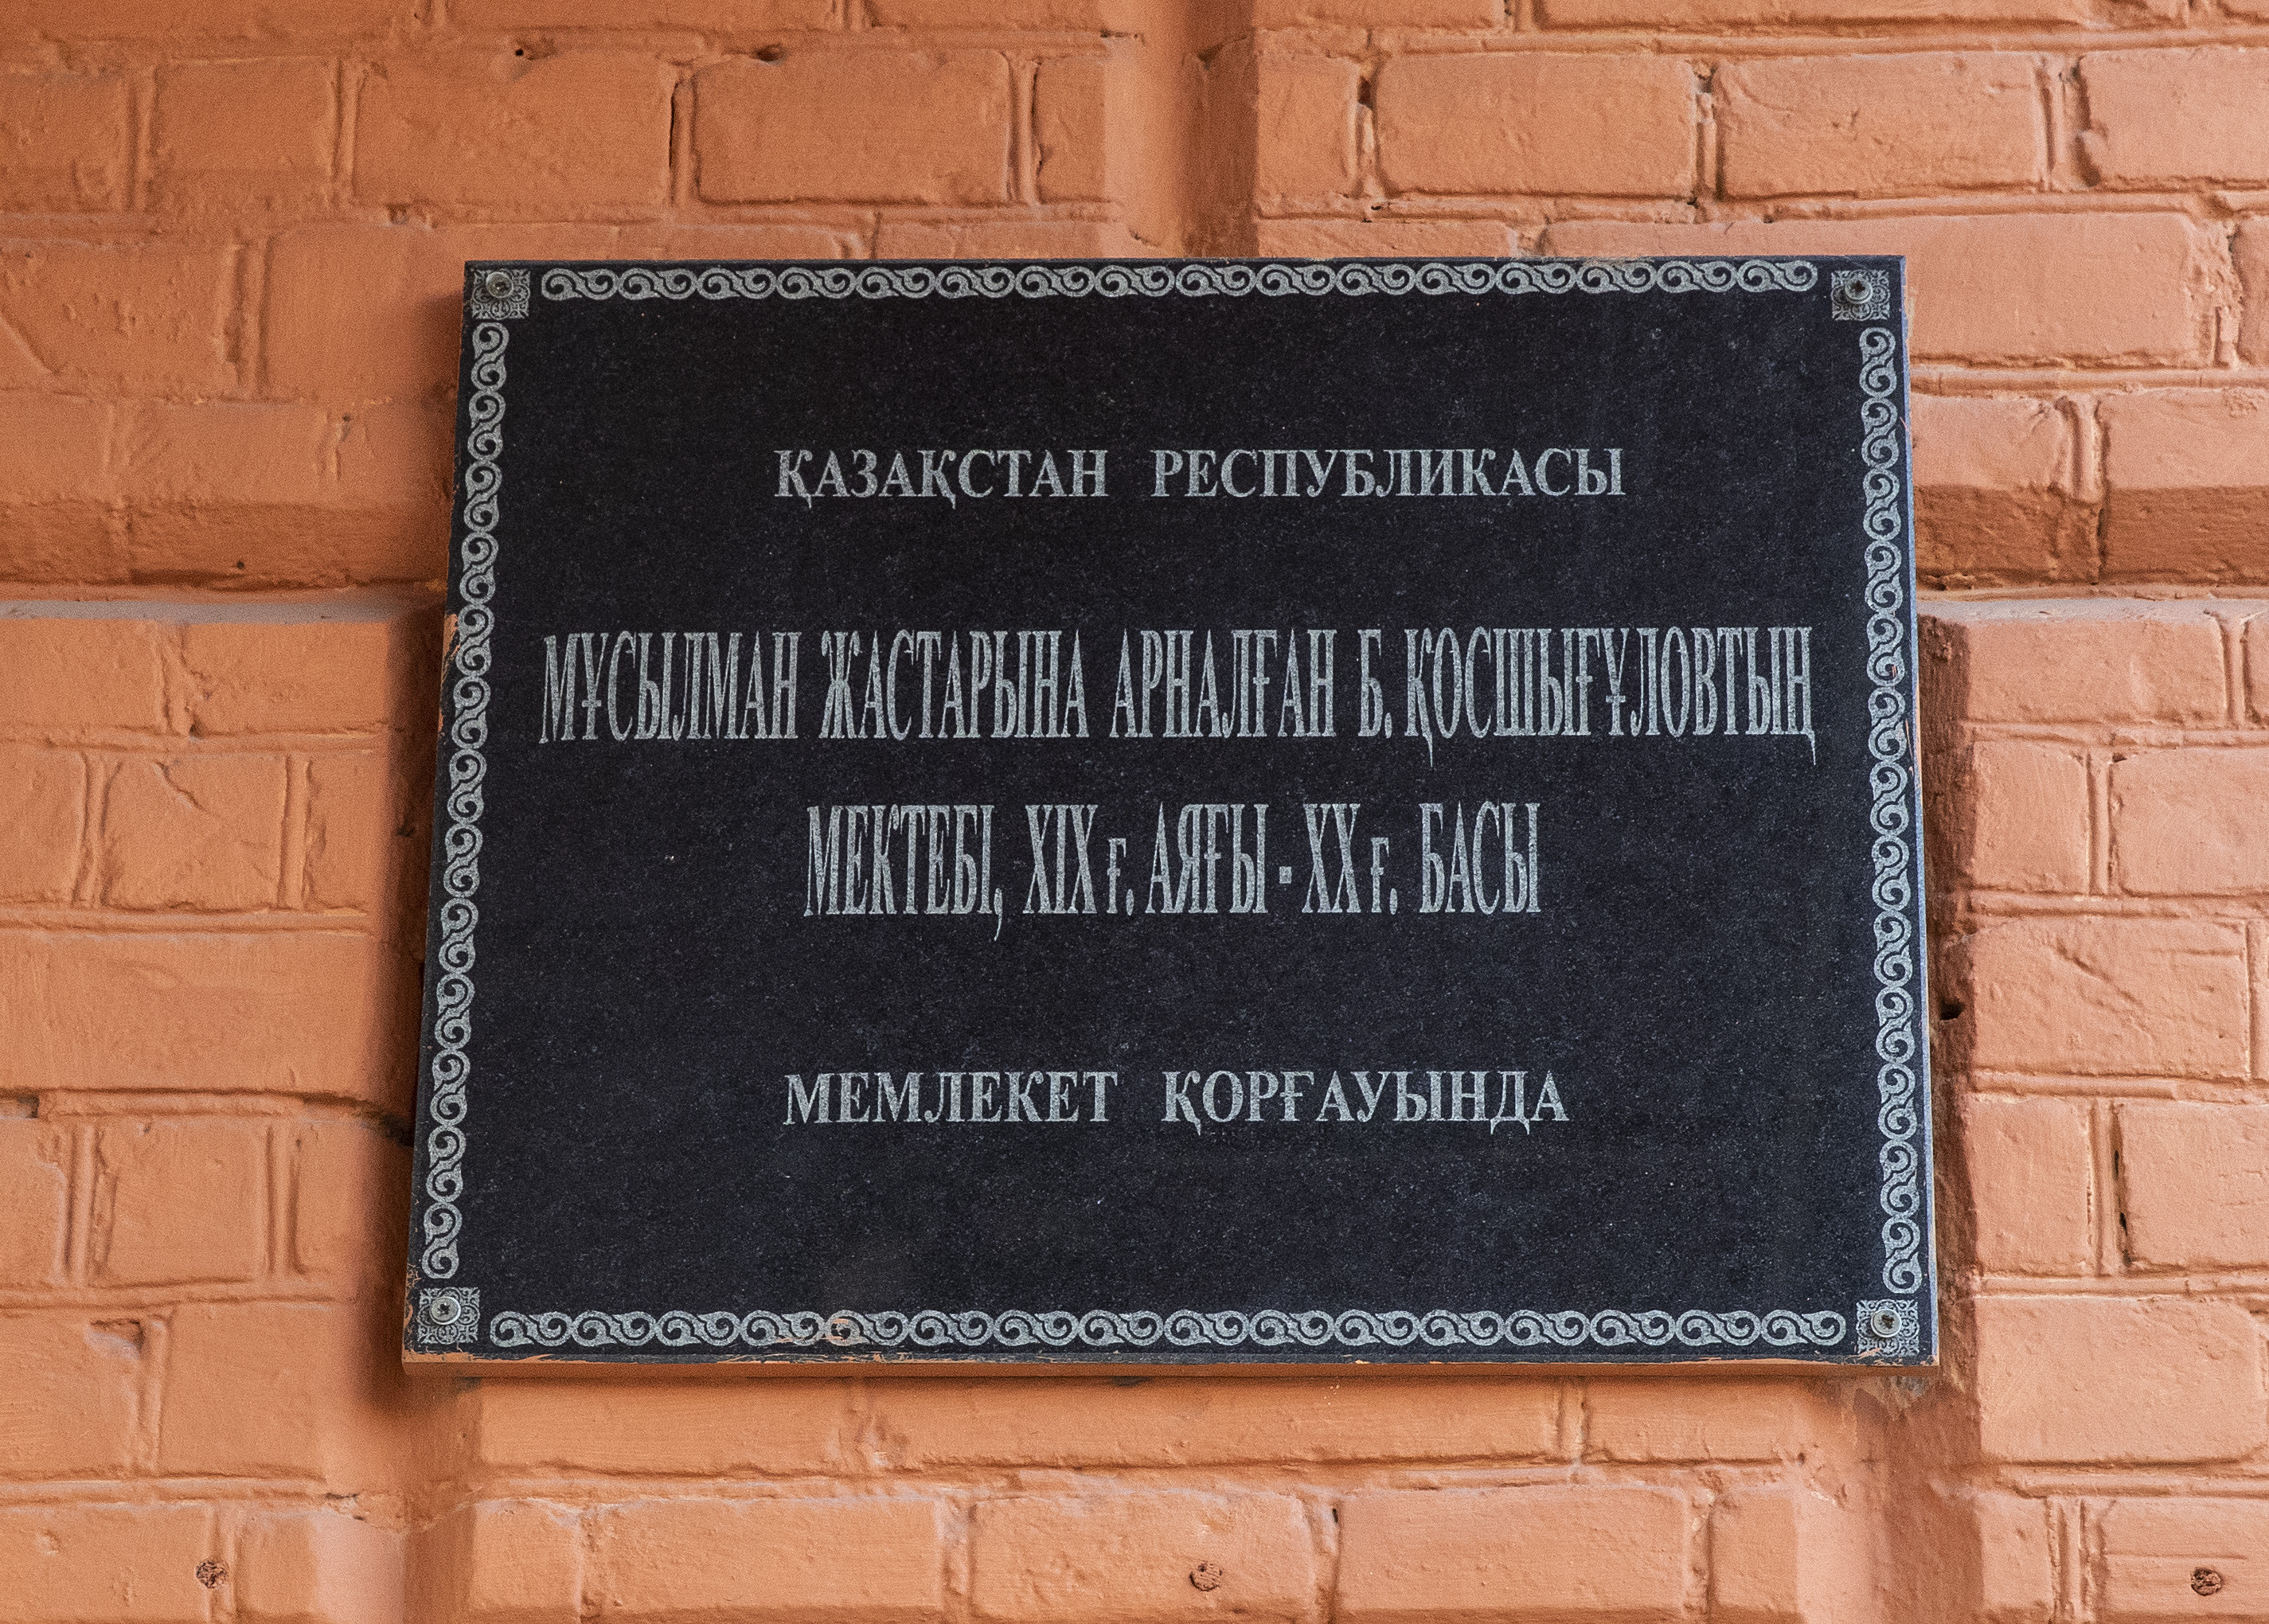 ҚАЗАҚСТАН РЕСПУБЛИКАСЫ
МҰСЫЛМАН ЖАСТАРЫНА АРНАЛҒАН Б. ҚОСШЫҒҰЛОВТЫҢ
МЕКТЕБІ, XIX ғ. АЯҒЫ - XX ғ. БАСЫ
МЕМЛЕКЕТ ҚОРҒАУЫНДА